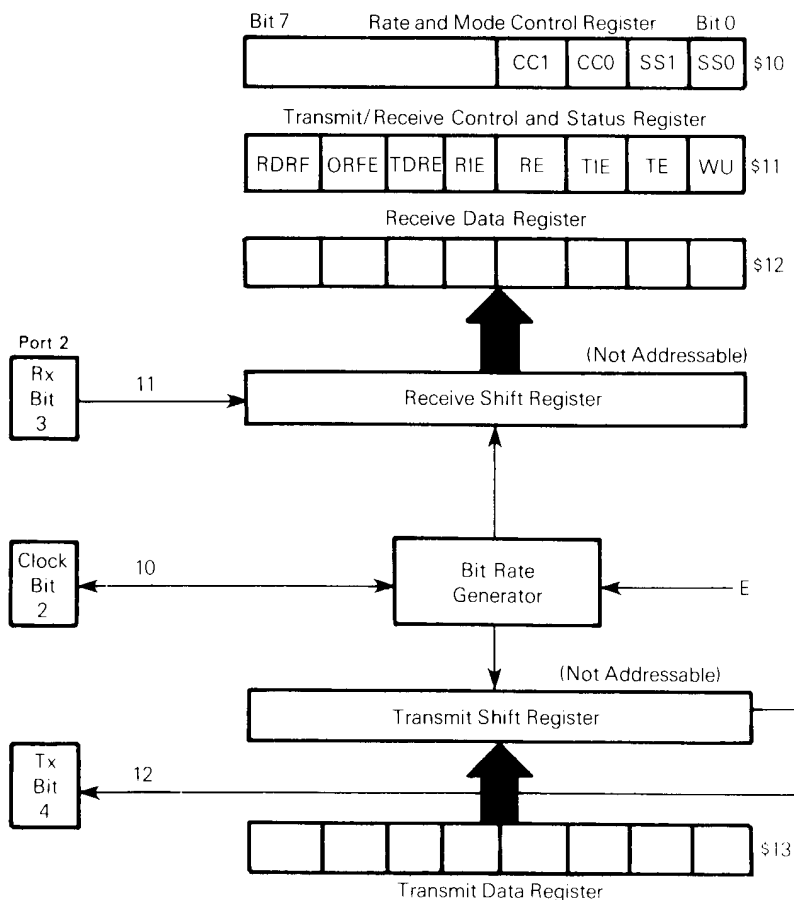 Bit 7 Rate and Mode Control Register Bit 0
CC1 CC0 SS1 SS0 $10
Transmit/Receive Control and Status Register
RDRF ORFE TDRE RIE RE TIE TE WU $11
Receive Data Register
$12
Port 2
(Not Addressable)
Rx
Bit
3
11
Receive Shift Register
Clock
Bit
2
10
Bit Rate
Generator
E
(Not Addressable)
Transmit Shift Register
Tx
Bit
4
12
$13
Transmit Data Register